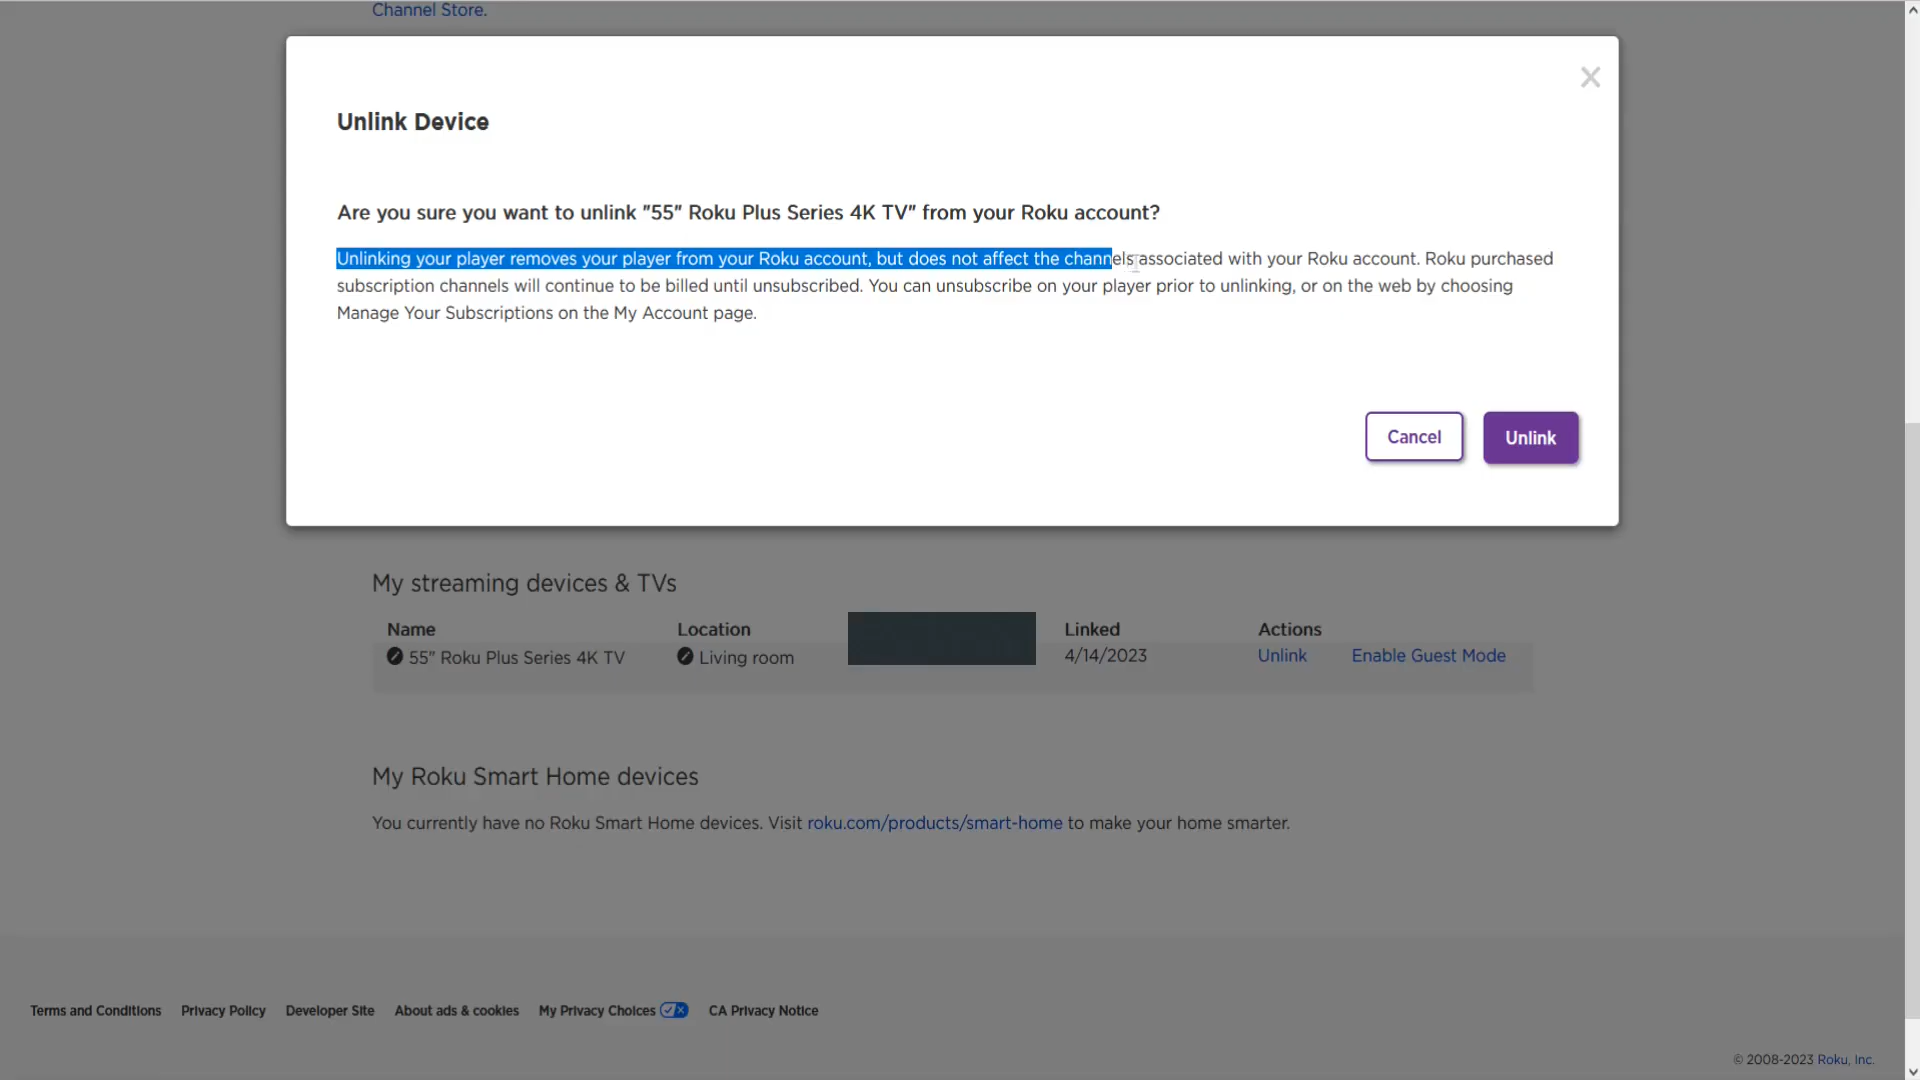 Channel Store.
Unlink Device
Are you sure you want to unlink "55" Roku Plus Series 4K TV" from your Roku account?
Unlinking your player removes your player from your Roku account, but does not affect the channels associated with your Roku account. Roku purchased
subscription channels will continue to be billed until unsubscribed. You can unsubscribe on your player prior to unlinking, or on the web by choosing
Manage Your Subscriptions on the My Account page.
Cancel Unlink
My streaming devices & TVs
Name Location Linked Actions
55" Roku Plus Series 4K TV Living room 4/14/2023 Unlink Enable Guest Mode
My Roku Smart Home devices
You currently have no Roku Smart Home devices. Visit roku.com/products/smart-home to make your home smarter.
Terms and Conditions Privacy Policy Developer Site About ads & cookies My Privacy Choices CA Privacy Notice
© 2008-2023 Roku, Inc.